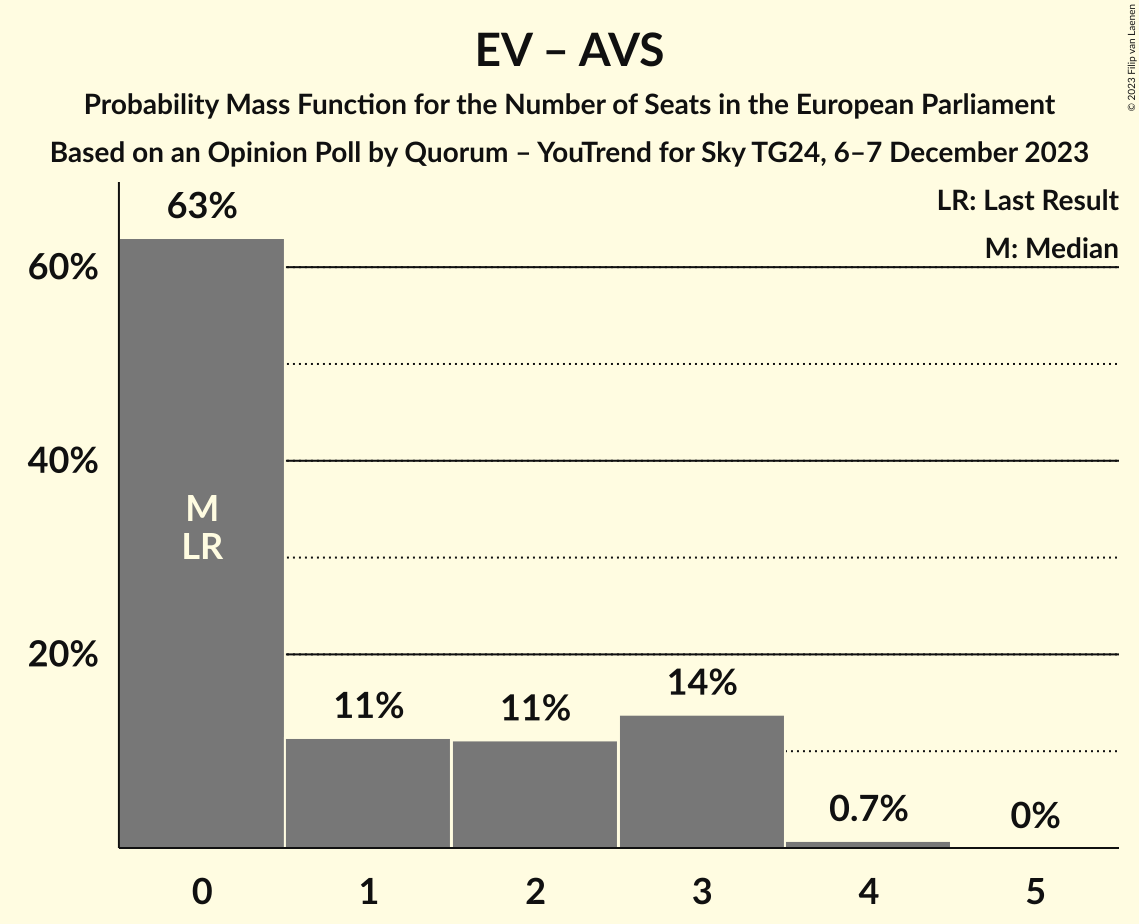 EV – AVS
Probability Mass Function for the Number of Seats in the European Parliament
Based on an Opinion Poll by Quorum – YouTrend for Sky TG24, 6–7 December 2023
© 2023 Filip van Laenen
LR: Last Result
M: Median
63%
60%
40%
20%
M
LR
11%
11%
14%
0.7%
0%
0 1 2 3 4 5